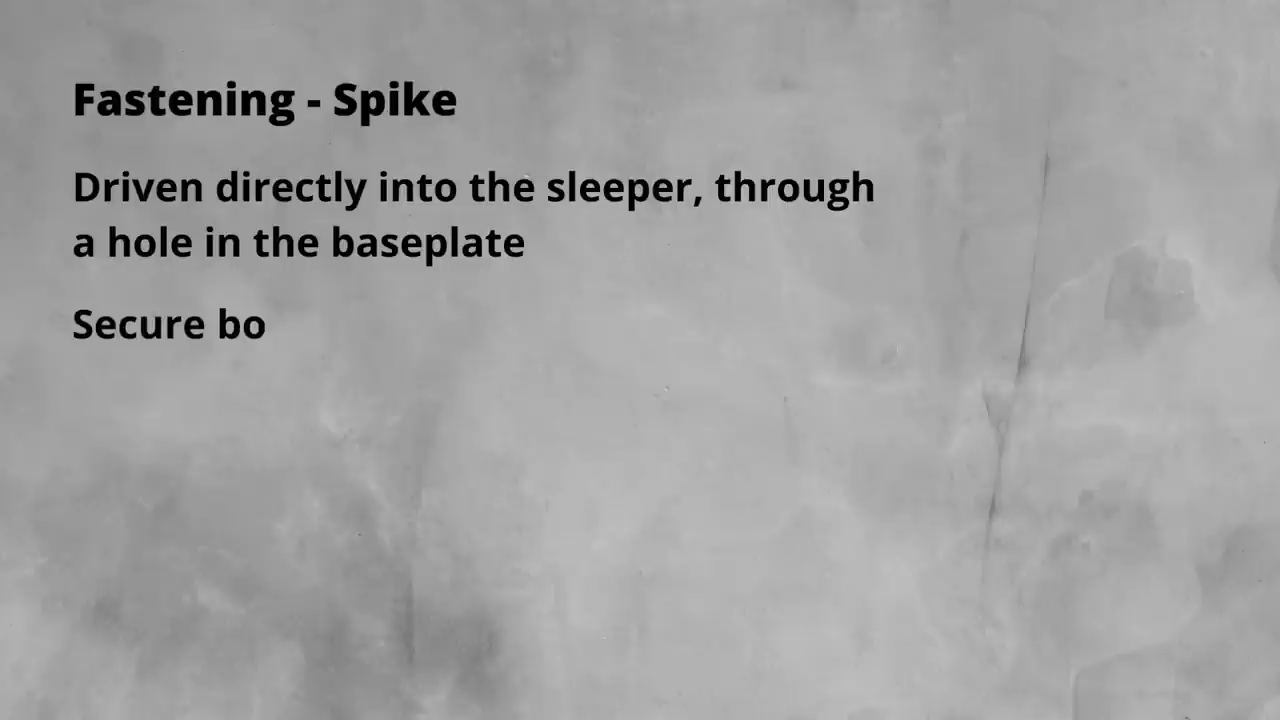 Fastening - Spike
Driven directly into the sleeper, through
a hole in the baseplate
Secure bo